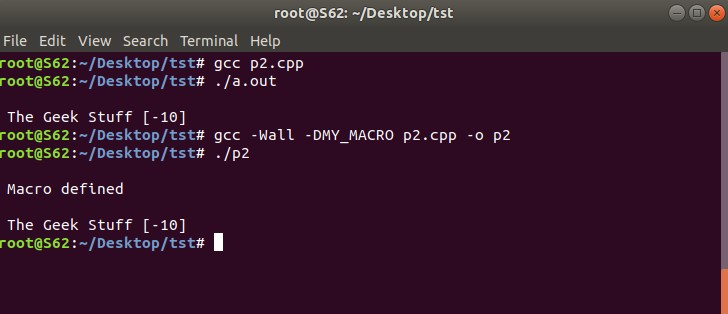 root@S62: ~/Desktop/tst
File Edit View Search Terminal Help
root@S62:~/Desktop/tst# gcc p2.cpp
root@S62:~/Desktop/tst# ./a.out
The Geek Stuff [-10]
root@S62:~/Desktop/tst# gcc -Wall -DMY_MACRO p2.cpp -o p2
root@S62:~/Desktop/tst# ./p2
Macro defined
The Geek Stuff [-10]
root@S62:~/Desktop/tst#